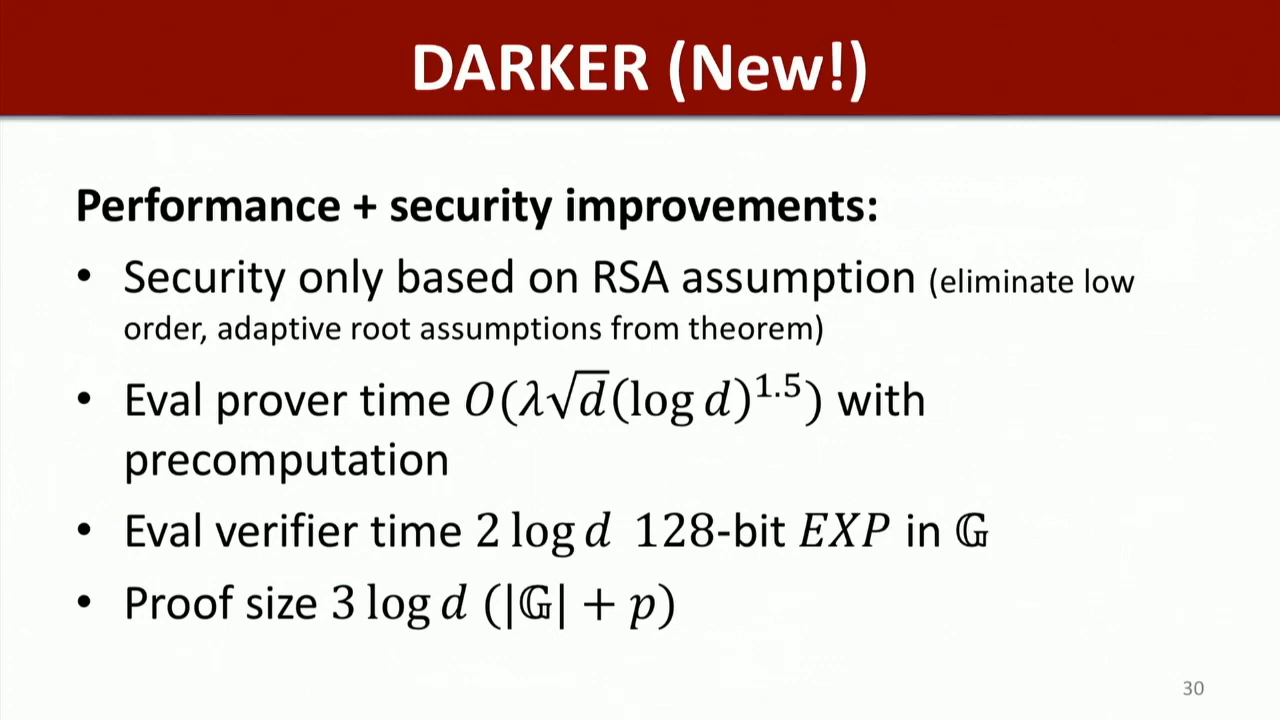 DARKER (New!)
Performance + security improvements:
• Security only based on RSA assumption (eliminate low
order, adaptive root assumptions from theorem)
• Eval prover time O(λ√d(log d)^1.5) with
precomputation
• Eval verifier time 2 log d 128-bit EXP in 𝔾
• Proof size 3 log d (|𝔾| + p)
30